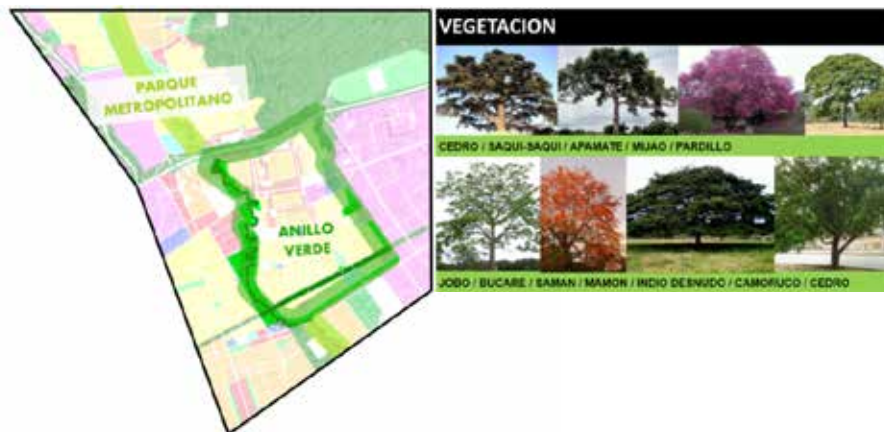 PARQUE
METROPOLITANO
ANILLO
VERDE
VEGETACION
CEDRO / SAQUI-SAQUI / APAMATE / MIJAO / PARDILLO
JOBO / BUCARE / SAMAN / MAMON / INDIO DESNUDO / CAMORUCO / CEDRO